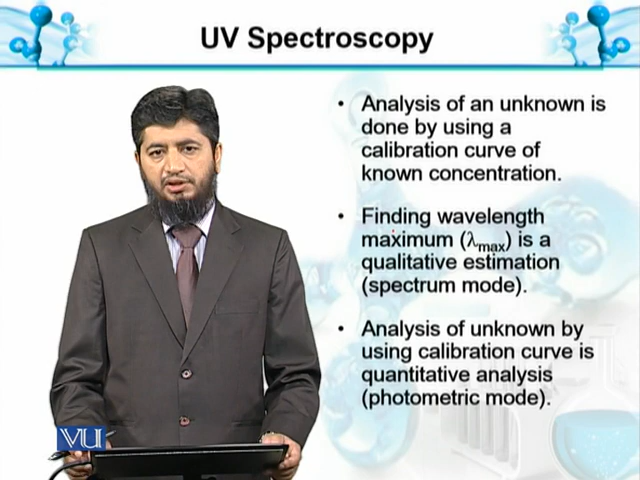 UV Spectroscopy
• Analysis of an unknown is
done by using a
calibration curve of
known concentration.
• Finding wavelength
maximum (λmax) is a
qualitative estimation
(spectrum mode).
• Analysis of unknown by
using calibration curve is
quantitative analysis
(photometric mode).
VU